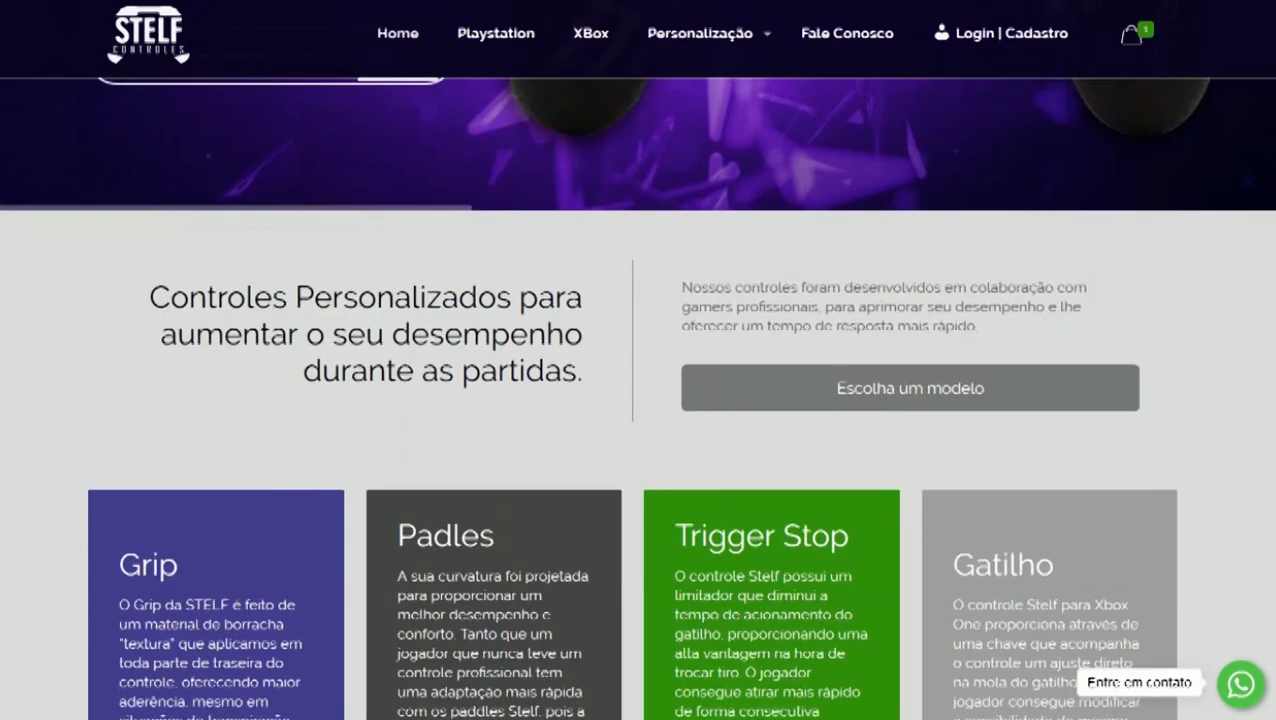 STELF
CONTROLES
Home
Playstation
XBox
Personalização
Fale Conosco
Login | Cadastro
1
Controles Personalizados para
aumentar o seu desempenho
durante as partidas.
Nossos controles foram desenvolvidos em colaboração com
gamers profissionais, para aprimorar seu desempenho e lhe
oferecer um tempo de resposta mais rápido.
Escolha um modelo
Grip
O Grip da STELF é feito de
um material de borracha
"textura" que aplicamos em
toda parte de traseira do
controle, oferecendo maior
aderência, mesmo em
Padles
A sua curvatura foi projetada
para proporcionar um
melhor desempenho e
conforto. Tanto que um
jogador que nunca leve um
controle profissional tem
uma adaptação mais rápida
com os paddles Stelf, pois a
Trigger Stop
O controle Stelf possui um
limitador que diminui a
tempo de acionamento do
gatilho, proporcionando uma
alta vantagem na hora de
trocar tiro. O jogador
consegue atirar mais rápido
de forma consecutiva
Gatilho
O controle Stelf para Xbox
One proporciona através de
uma chave que acompanha
o controle um ajuste direto
na mola do gatilho
jogador consegue modificar
Entre em contato